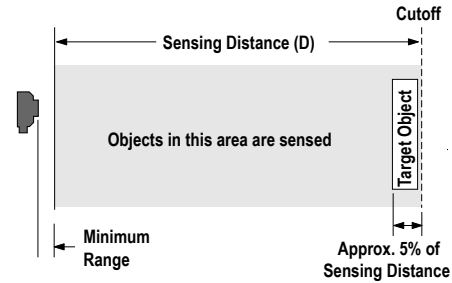 Cutoff
Sensing Distance (D)
Objects in this area are sensed
Target Object
Minimum
Range
Approx. 5% of
Sensing Distance